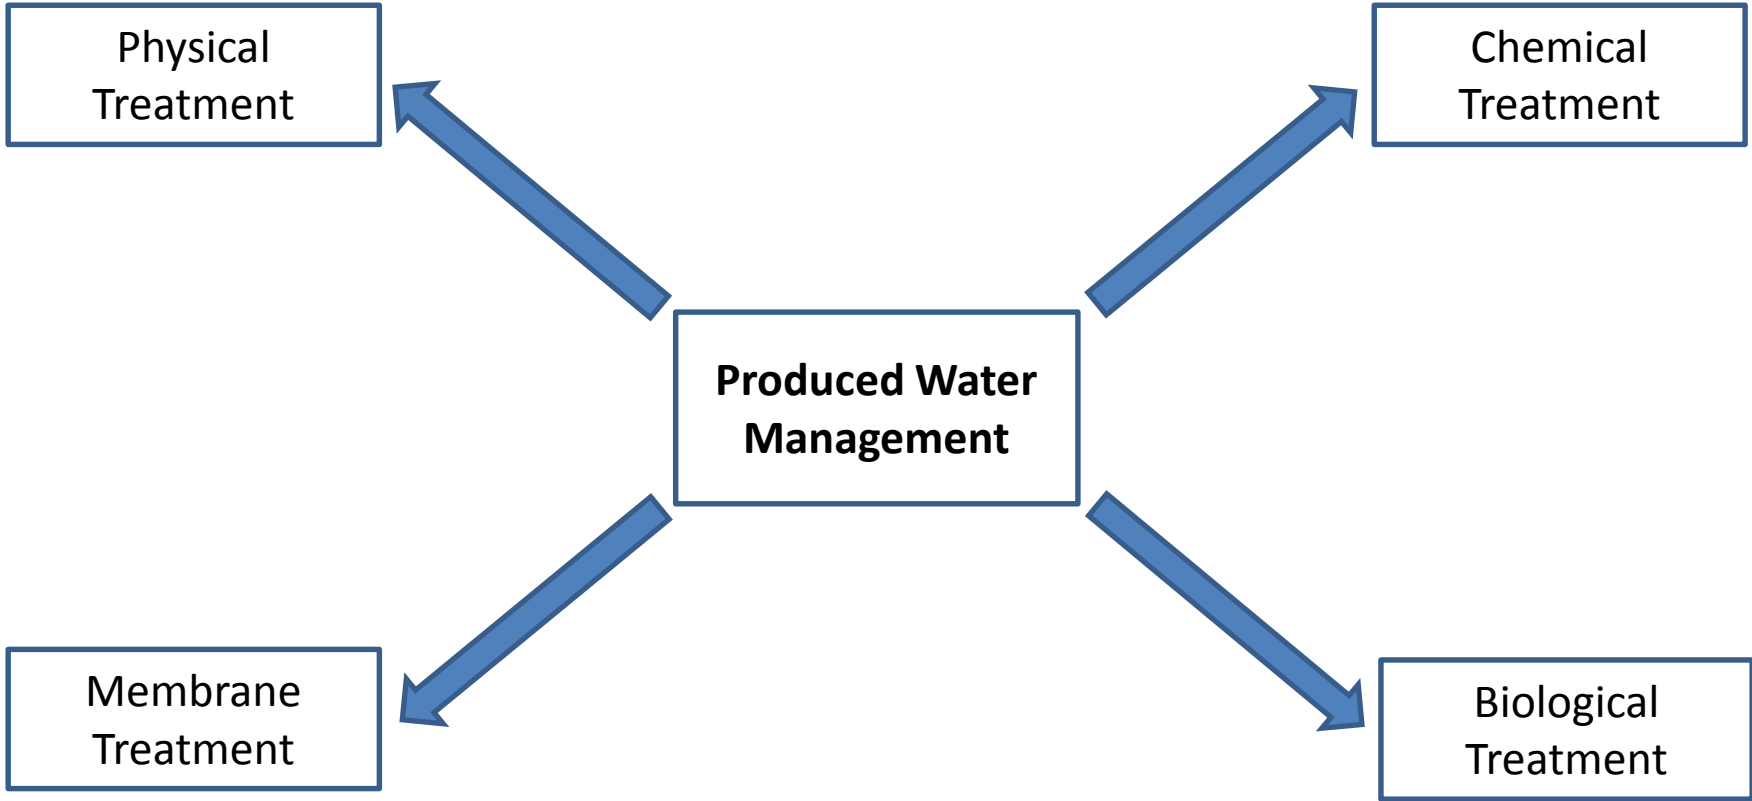 Physical
Treatment
Chemical
Treatment
Produced Water
Management
Membrane
Treatment
Biological
Treatment